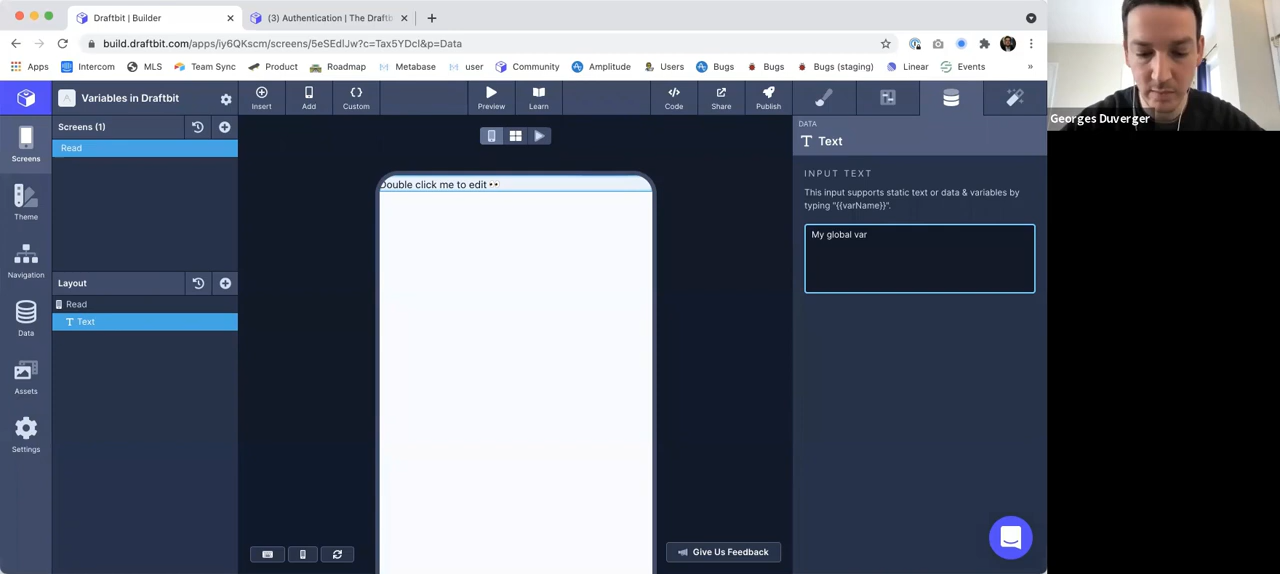 Draftbit | Builder
(3) Authentication | The Draftb
build.draftbit.com/apps/iy6QKscm/screens/5eSEdlJw?c=Tax5YDcI&p=Data
Apps Intercom MLS Team Sync Product Roadmap Metabase user Community Amplitude Users Bugs Bugs Bugs (staging) Linear Events »
Variables in Draftbit
Insert Add Custom Preview Learn Code Share Publish
Screens (1)
Read
Screens
Theme
Navigation
Data
Assets
Settings
Layout
Read
Text
Double click me to edit 👀
DATA
Text
INPUT TEXT
This input supports static text or data & variables by
typing "{{varName}}".
My global var
Give Us Feedback
Georges Duverger